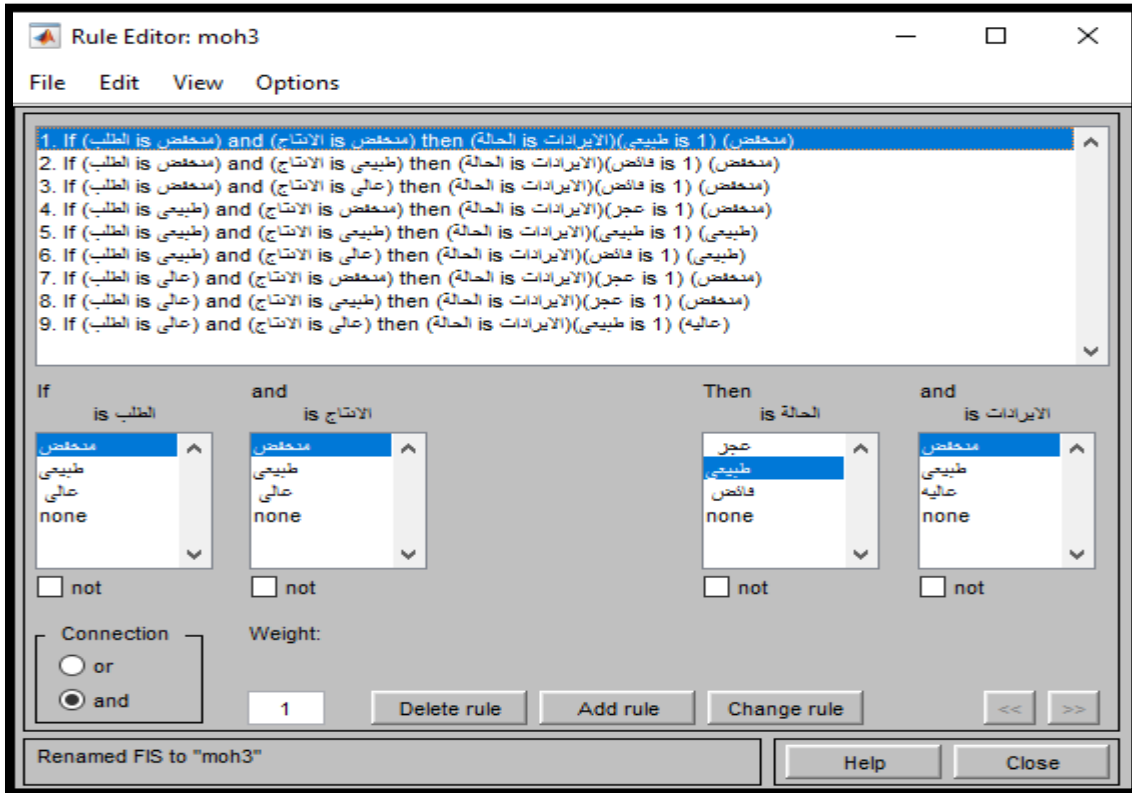 Rule Editor: moh3
File Edit View Options
1. If (الطلب is منخفض) and (الانتاج is منخفض) then (الحالة is طبيعي)(الايرادات is منخفض) (1)
2. If (الطلب is منخفض) and (الانتاج is طبيعي) then (الحالة is فائض)(الايرادات is منخفض) (1)
3. If (الطلب is منخفض) and (الانتاج is عالي) then (الحالة is فائض)(الايرادات is منخفض) (1)
4. If (الطلب is طبيعي) and (الانتاج is منخفض) then (الحالة is عجز)(الايرادات is منخفض) (1)
5. If (الطلب is طبيعي) and (الانتاج is طبيعي) then (الحالة is طبيعي)(الايرادات is طبيعي) (1)
6. If (الطلب is طبيعي) and (الانتاج is عالي) then (الحالة is فائض)(الايرادات is طبيعي) (1)
7. If (الطلب is عالي) and (الانتاج is منخفض) then (الحالة is عجز)(الايرادات is منخفض) (1)
8. If (الطلب is عالي) and (الانتاج is طبيعي) then (الحالة is عجز)(الايرادات is منخفض) (1)
9. If (الطلب is عالي) and (الانتاج is عالي) then (الحالة is طبيعي)(الايرادات is عاليه) (1)
If
الطلب is
منخفض
طبيعي
عالي
none
not
and
الانتاج is
منخفض
طبيعي
عالي
none
not
Then
الحالة is
عجز
طبيعي
فائض
none
not
and
الايرادات is
منخفض
طبيعي
عاليه
none
not
Connection
or
and
Weight:
1
Delete rule
Add rule
Change rule
<<
>>
Renamed FIS to "moh3"
Help
Close